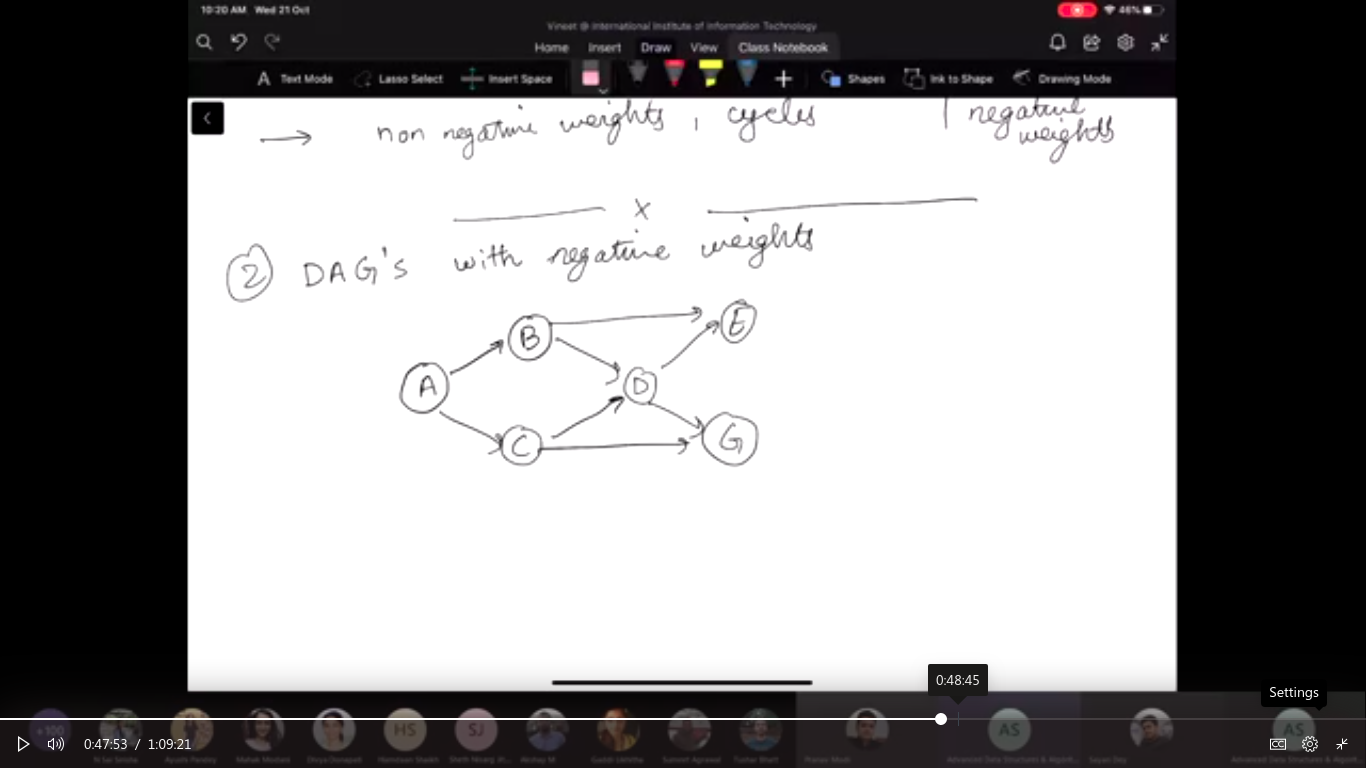 10:20 AM Wed 21 Oct
46%
Vineet @ International Institute of Information Technology
Home Insert Draw View Class Notebook
A Text Mode Lasso Select Insert Space Shapes Ink to Shape Drawing Mode
→ non negative weights, cycles | negative
weights
x
2 DAG's with negative weights
B E
A D
C G
0:48:45
Settings
+100 HS SJ AS AS
0:47:53 / 1:09:21
CC